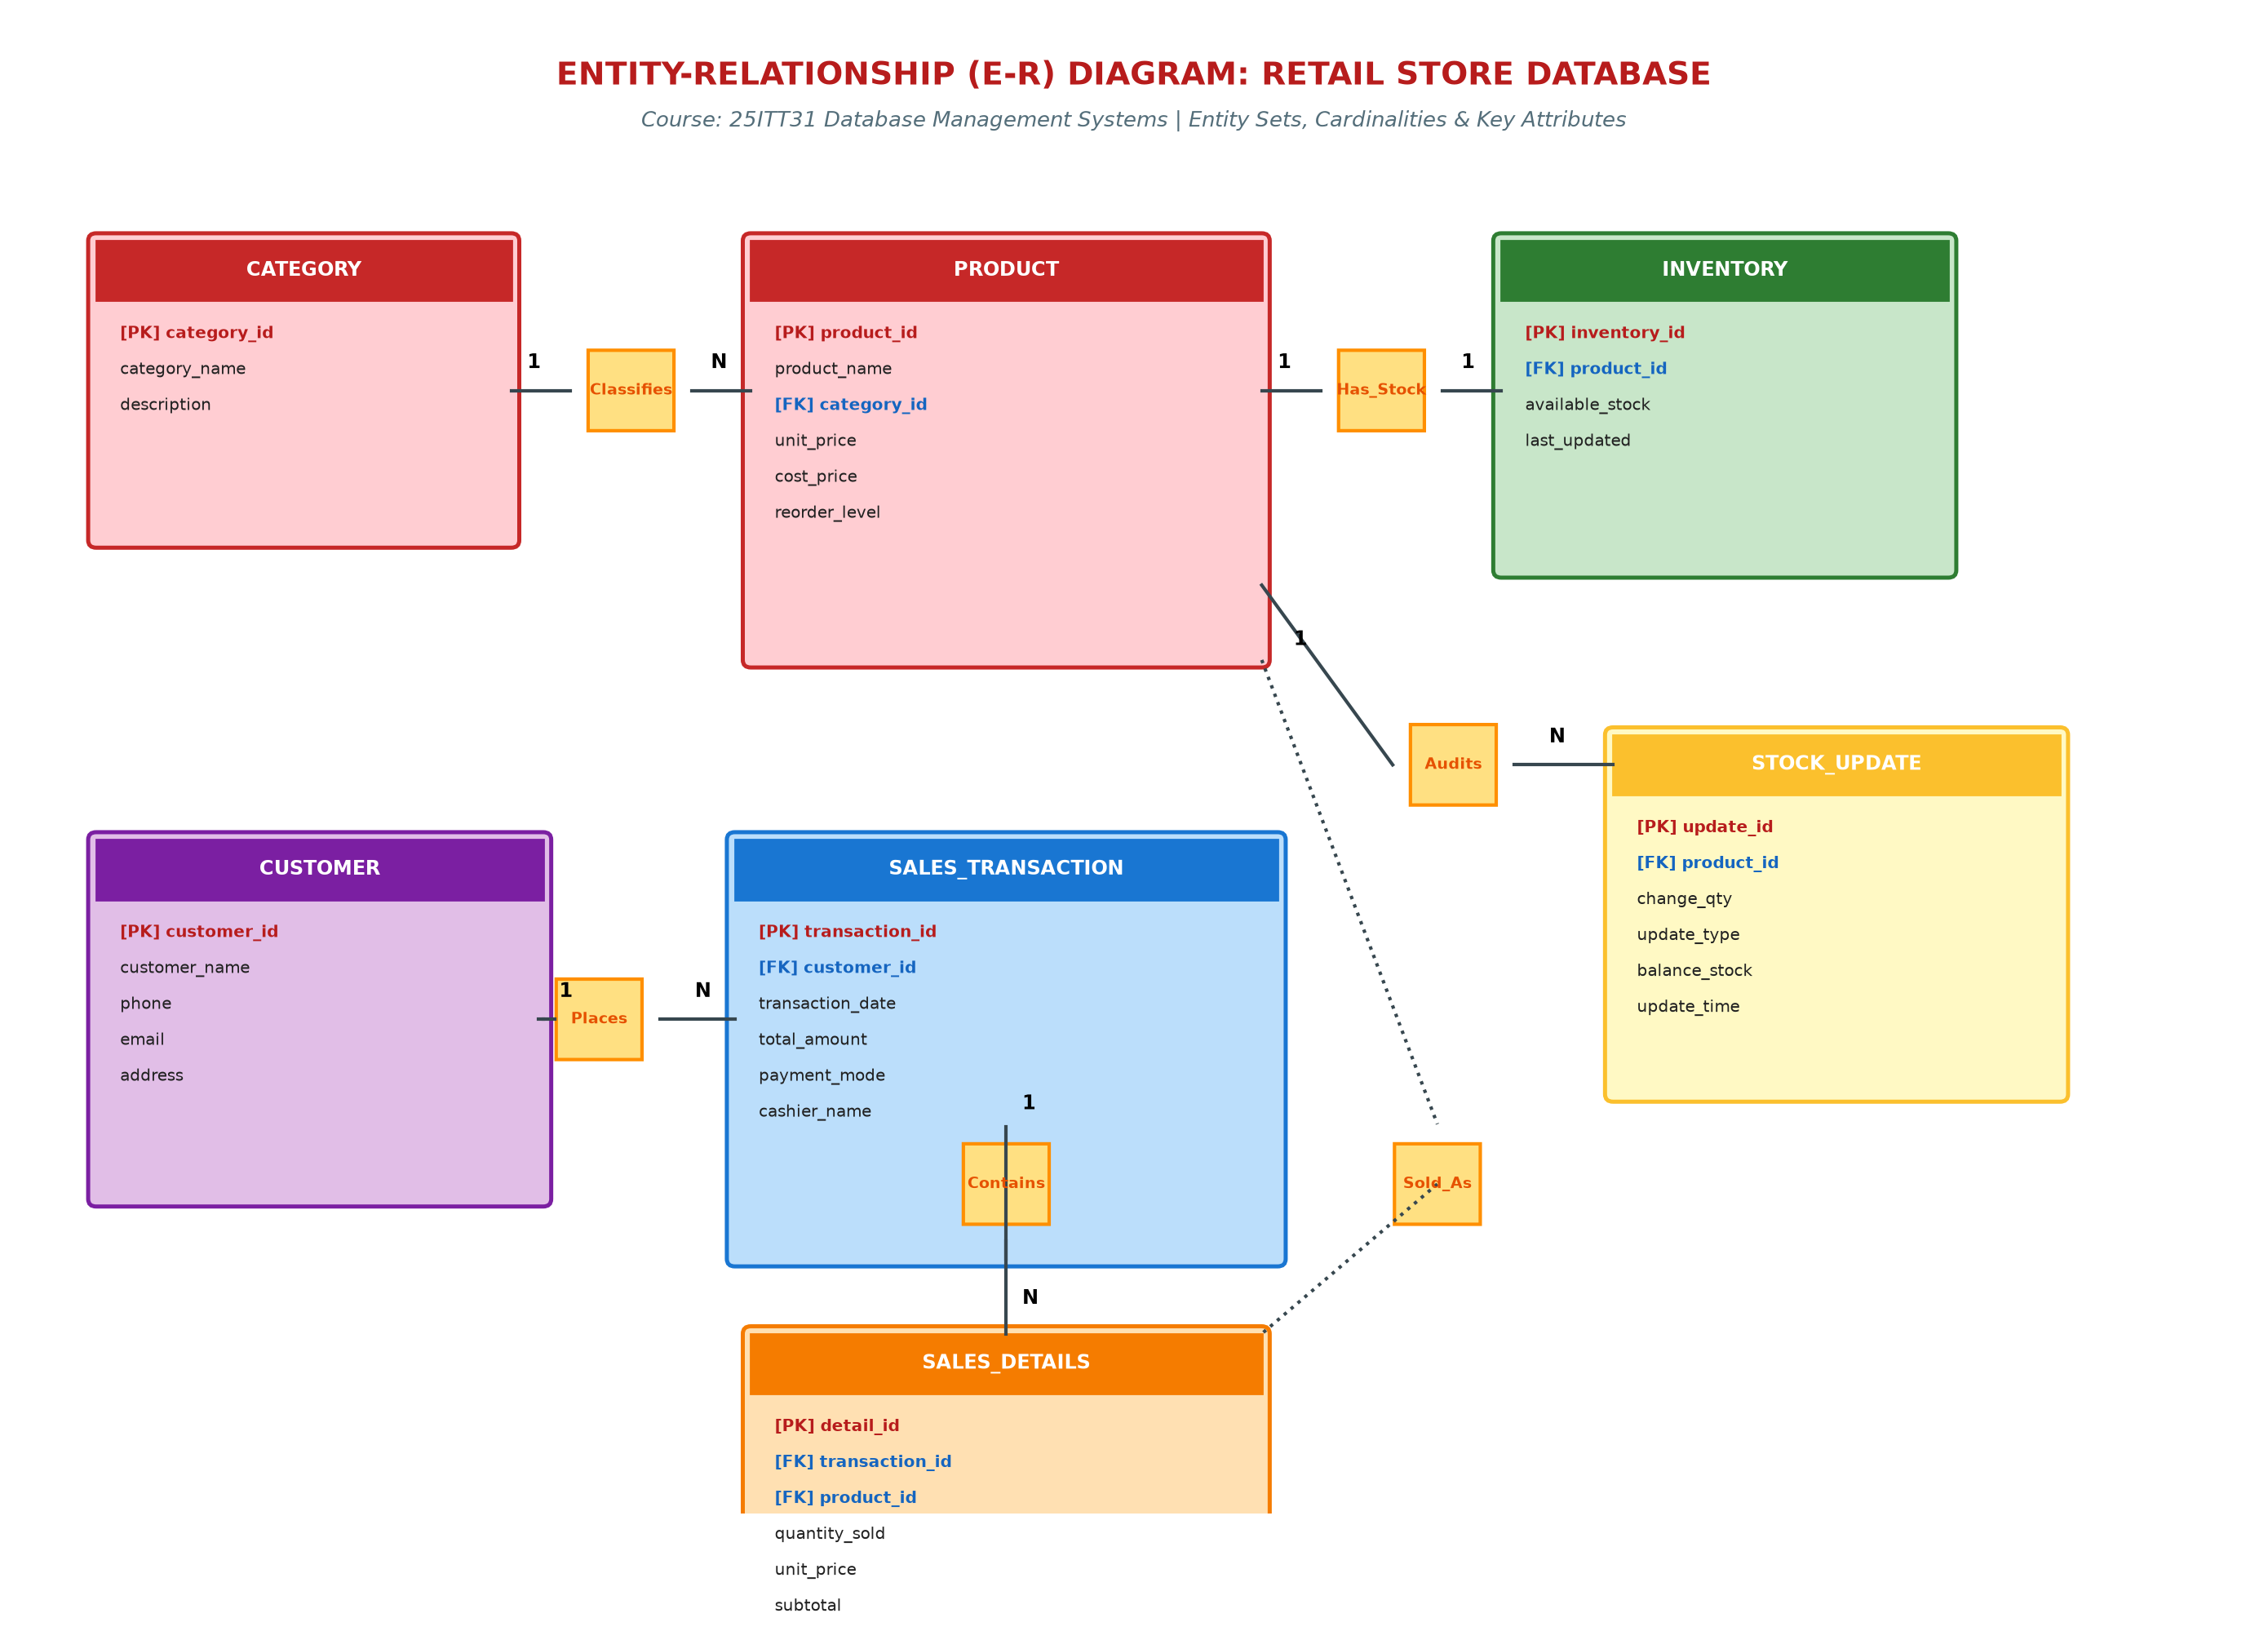 ENTITY-RELATIONSHIP (E-R) DIAGRAM: RETAIL STORE DATABASE
Course: 25ITT31 Database Management Systems | Entity Sets, Cardinalities & Key Attributes
CATEGORY
[PK] category_id
category_name
description
1
Classifies
N
PRODUCT
[PK] product_id
product_name
[FK] category_id
unit_price
cost_price
reorder_level
1
Has_Stock
1
INVENTORY
[PK] inventory_id
[FK] product_id
available_stock
last_updated
1
Audits
N
STOCK_UPDATE
[PK] update_id
[FK] product_id
change_qty
update_type
balance_stock
update_time
CUSTOMER
[PK] customer_id
customer_name
phone
email
address
1
Places
N
SALES_TRANSACTION
[PK] transaction_id
[FK] customer_id
transaction_date
total_amount
payment_mode
cashier_name
1
Contains
N
Sold_As
SALES_DETAILS
[PK] detail_id
[FK] transaction_id
[FK] product_id
quantity_sold
unit_price
subtotal